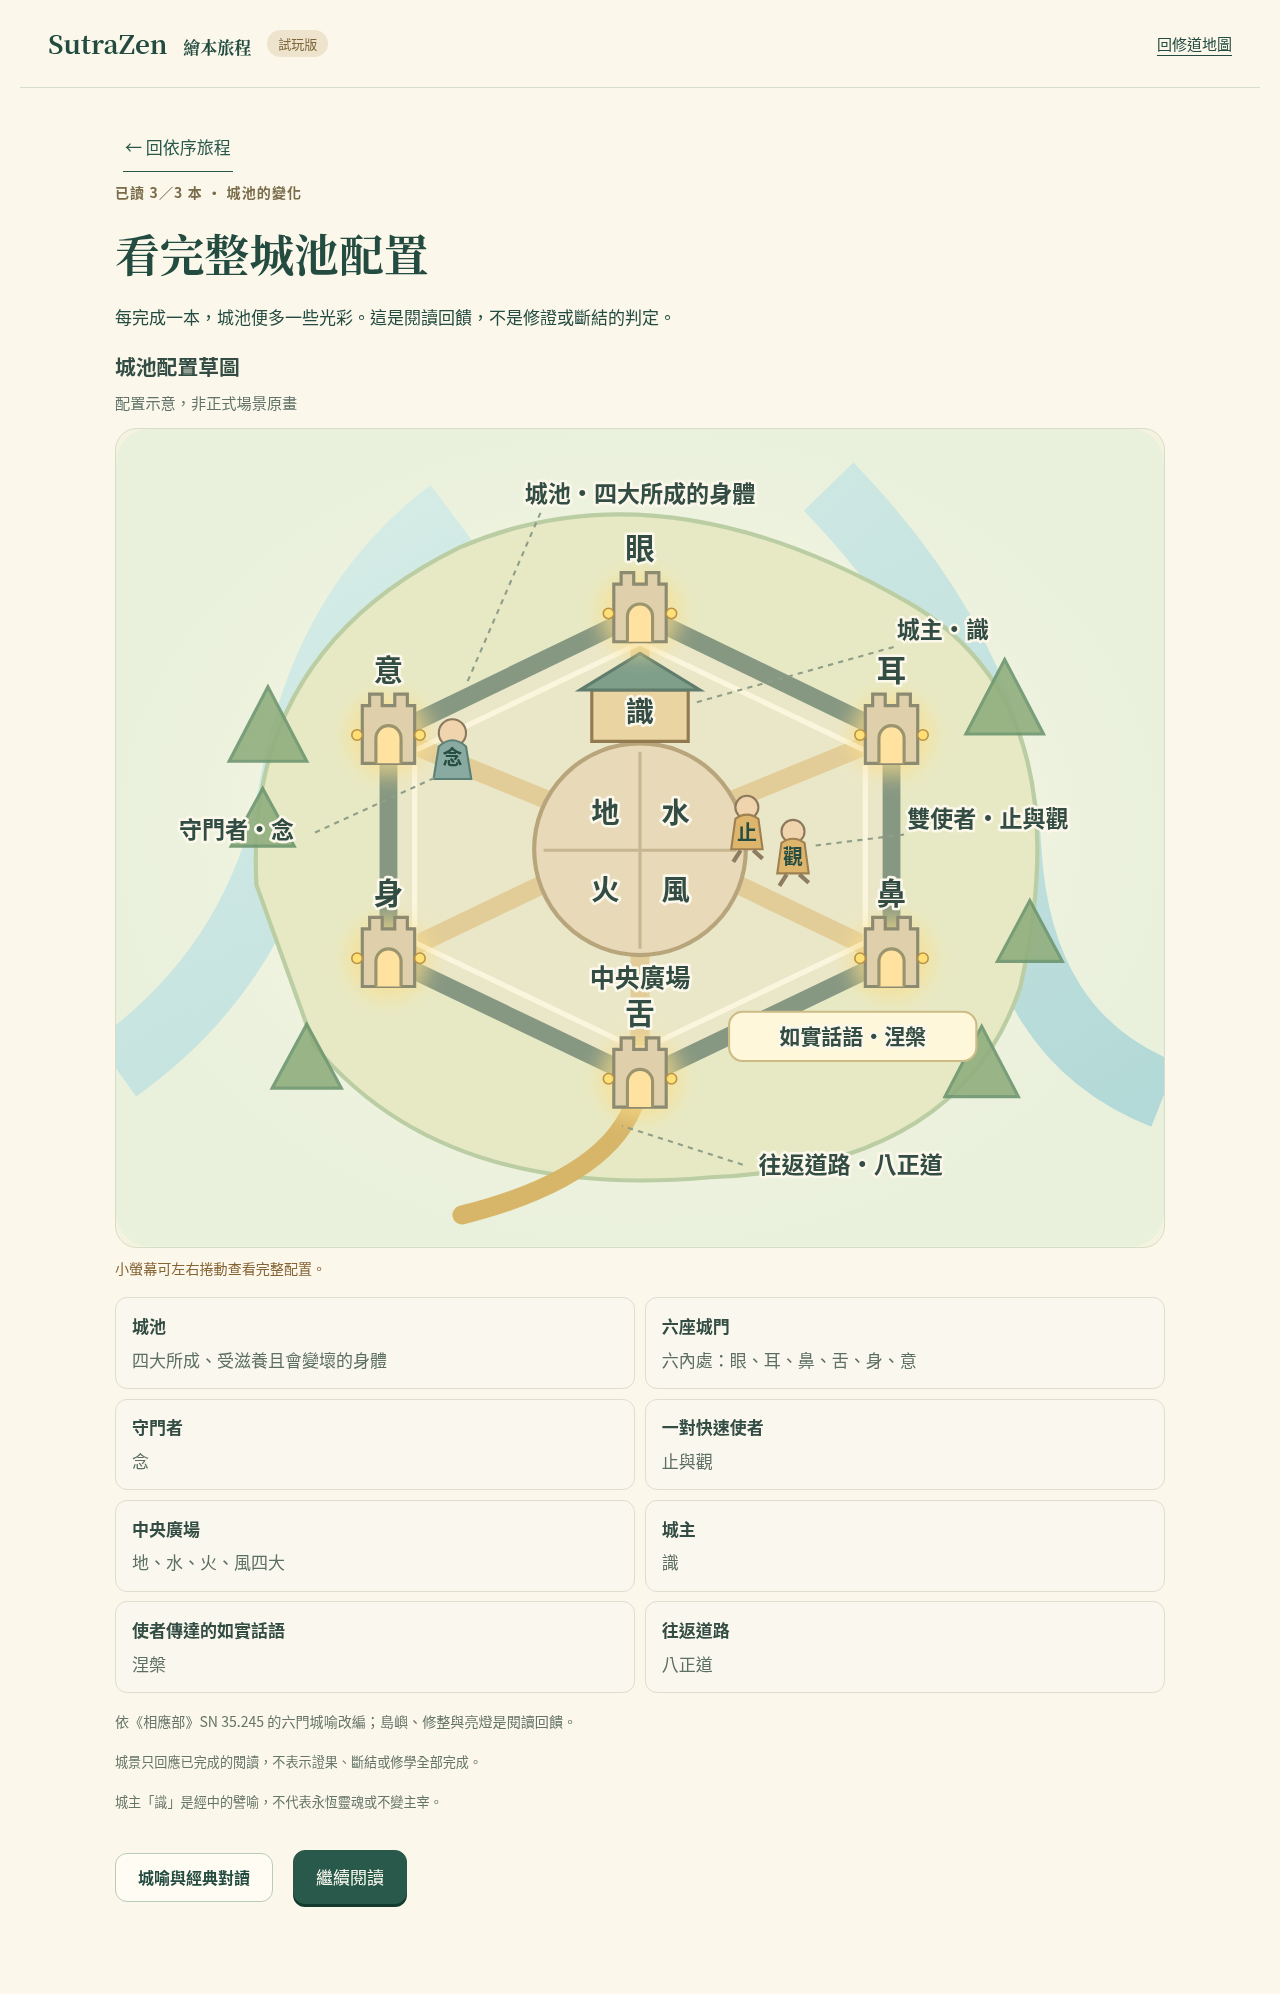 SutraZen 繪本旅程 試玩版 回修道地圖
← 回依序旅程
已讀 3／3 本 · 城池的變化
看完整城池配置
每完成一本，城池便多一些光彩。這是閱讀回饋，不是修證或斷結的判定。
城池配置草圖
配置示意，非正式場景原畫
城池・四大所成的身體
眼
城主・識
意
耳
識
念
地 水
止
雙使者・止與觀
守門者・念
觀
火 風
身
鼻
中央廣場
舌
如實話語・涅槃
往返道路・八正道
小螢幕可左右捲動查看完整配置。
城池
四大所成、受滋養且會變壞的身體
六座城門
六內處：眼、耳、鼻、舌、身、意
守門者
念
一對快速使者
止與觀
中央廣場
地、水、火、風四大
城主
識
使者傳達的如實話語
涅槃
往返道路
八正道
依《相應部》SN 35.245 的六門城喻改編；島嶼、修整與亮燈是閱讀回饋。
城景只回應已完成的閱讀，不表示證果、斷結或修學全部完成。
城主「識」是經中的譬喻，不代表永恆靈魂或不變主宰。
城喻與經典對讀
繼續閱讀